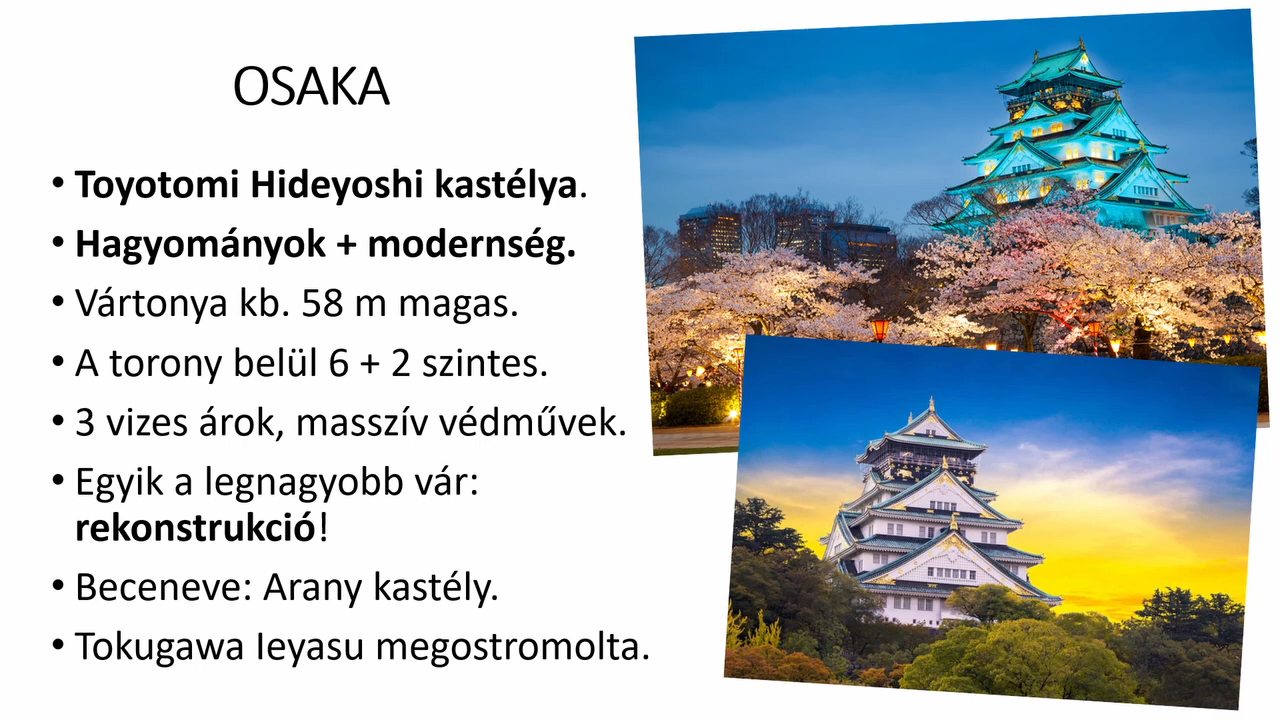 OSAKA
• Toyotomi Hideyoshi kastélya.
• Hagyományok + modernség.
• Vártonya kb. 58 m magas.
• A torony belül 6 + 2 szintes.
• 3 vizes árok, masszív védművek.
• Egyik a legnagyobb vár:
rekonstrukció!
• Beceneve: Arany kastély.
• Tokugawa Ieyasu megostromolta.